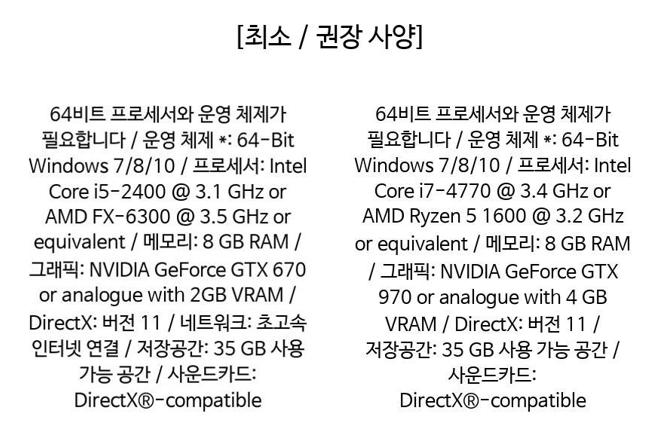 [최소 / 권장 사양]
64비트 프로세서와 운영 체제가
필요합니다 / 운영 체제 *: 64-Bit
Windows 7/8/10 / 프로세서: Intel
Core i5-2400 @ 3.1 GHz or
AMD FX-6300 @ 3.5 GHz or
equivalent / 메모리: 8 GB RAM /
그래픽: NVIDIA GeForce GTX 670
or analogue with 2GB VRAM /
DirectX: 버전 11 / 네트워크: 초고속
인터넷 연결 / 저장공간: 35 GB 사용
가능 공간 / 사운드카드:
DirectX®-compatible
64비트 프로세서와 운영 체제가
필요합니다 / 운영 체제 *: 64-Bit
Windows 7/8/10 / 프로세서: Intel
Core i7-4770 @ 3.4 GHz or
AMD Ryzen 5 1600 @ 3.2 GHz
or equivalent / 메모리: 8 GB RAM
/ 그래픽: NVIDIA GeForce GTX
970 or analogue with 4 GB
VRAM / DirectX: 버전 11 /
저장공간: 35 GB 사용 가능 공간 /
사운드카드:
DirectX®-compatible